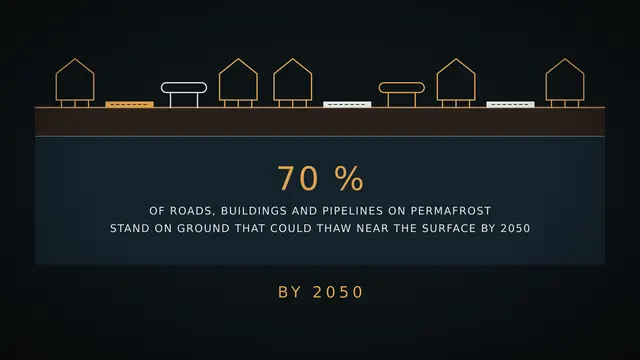 70 %
OF ROADS, BUILDINGS AND PIPELINES ON PERMAFROST
STAND ON GROUND THAT COULD THAW NEAR THE SURFACE BY 2050
BY 2050